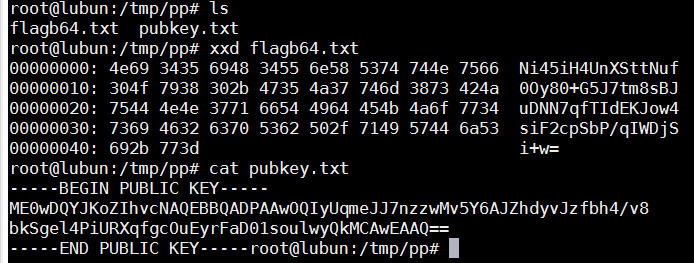 root@lubun:/tmp/pp# ls
flagb64.txt  pubkey.txt
root@lubun:/tmp/pp# xxd flagb64.txt
00000000: 4e69 3435 6948 3455 6e58 5374 744e 7566  Ni45iH4UnXSttNuf
00000010: 304f 7938 302b 4735 4a37 746d 3873 424a  0Oy80+G5J7tm8sBJ
00000020: 7544 4e4e 3771 6654 4964 454b 4a6f 7734  uDNN7qfTIdEKJow4
00000030: 7369 4632 6370 5362 502f 7149 5744 6a53  siF2cpSbP/qIWDjS
00000040: 692b 773d                                i+w=
root@lubun:/tmp/pp# cat pubkey.txt
-----BEGIN PUBLIC KEY-----
ME0wDQYJKoZIhvcNAQEBBQADPAAwOQIyUqmeJJ7nzzwMv5Y6AJZhdyvJzfbh4/v8
bkSgel4PiURXqfgcOuEyrFaD01soulwyQkMCAwEAAQ==
-----END PUBLIC KEY-----root@lubun:/tmp/pp#